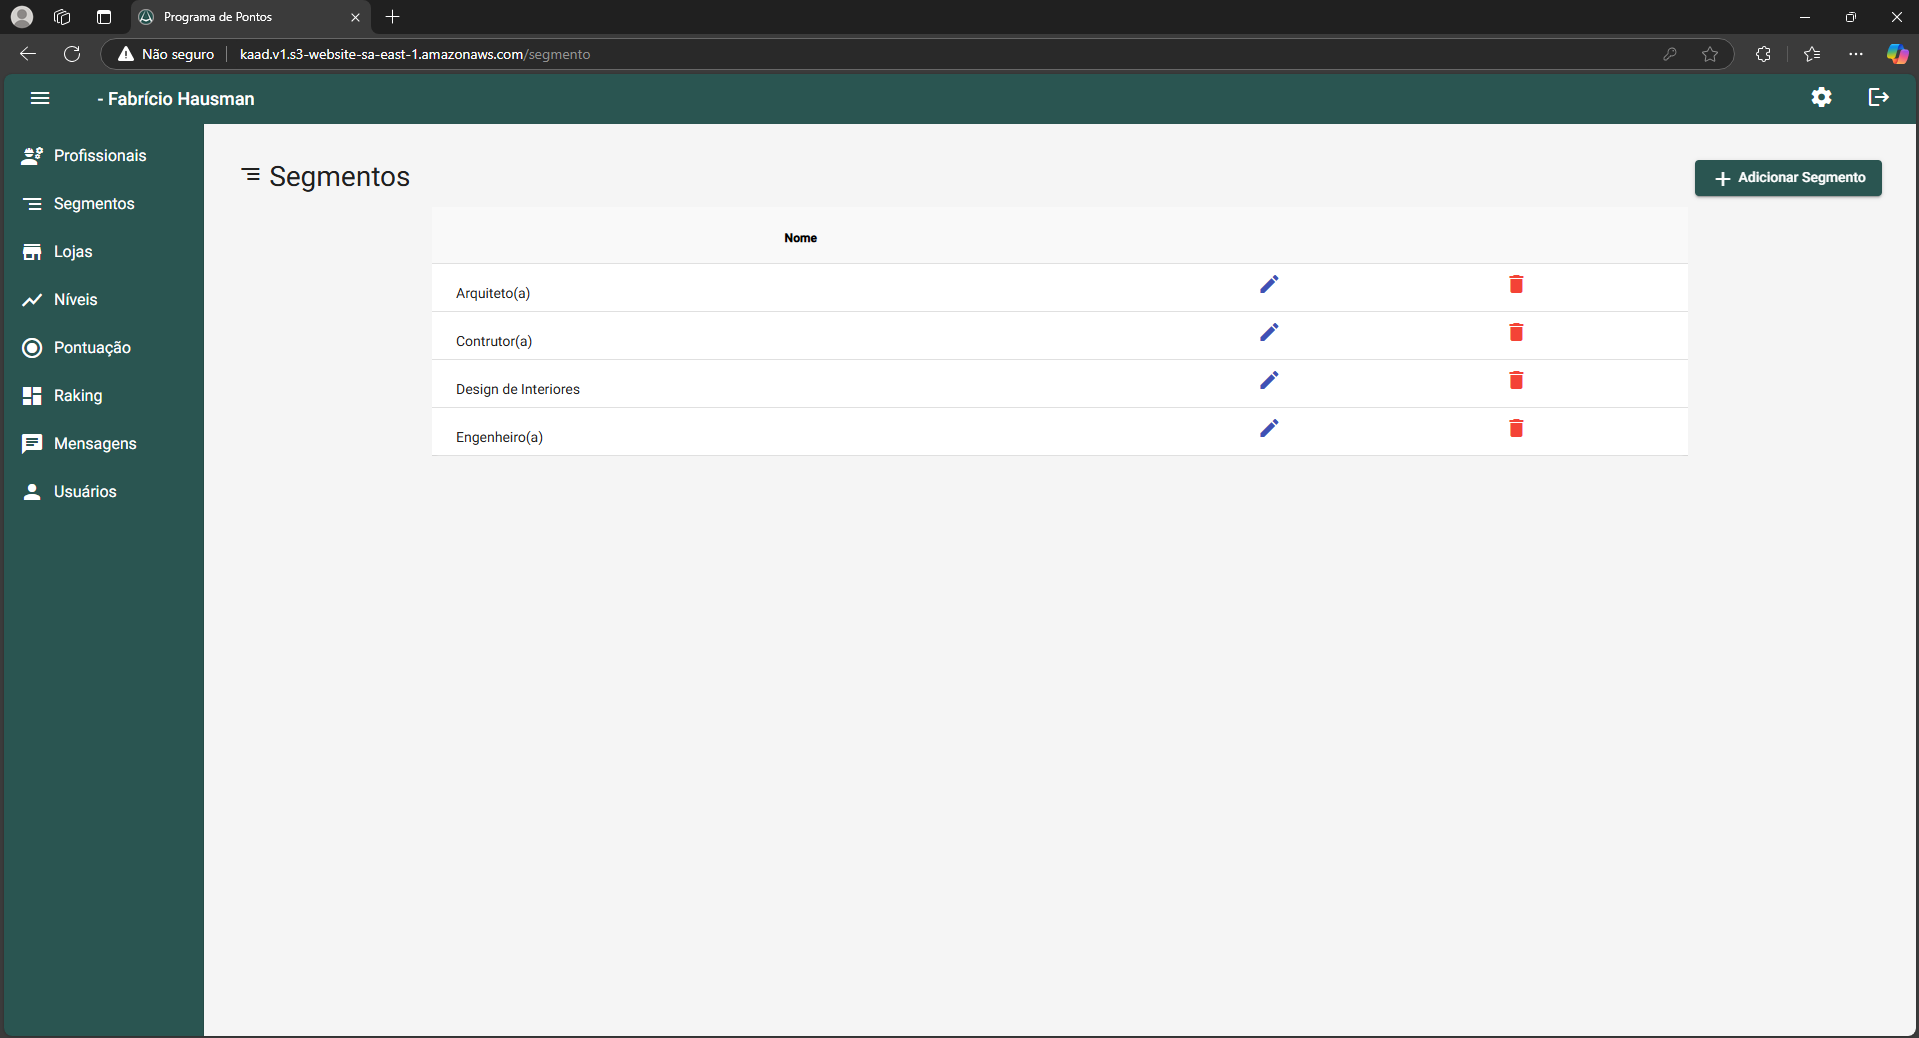 Programa de Pontos
Não seguro
kaad.v1.s3-website-sa-east-1.amazonaws.com/segmento
- Fabrício Hausman
Profissionais
Segmentos
Lojas
Níveis
Pontuação
Raking
Mensagens
Usuários
Segmentos
Adicionar Segmento
Nome
Arquiteto(a)
Contrutor(a)
Design de Interiores
Engenheiro(a)